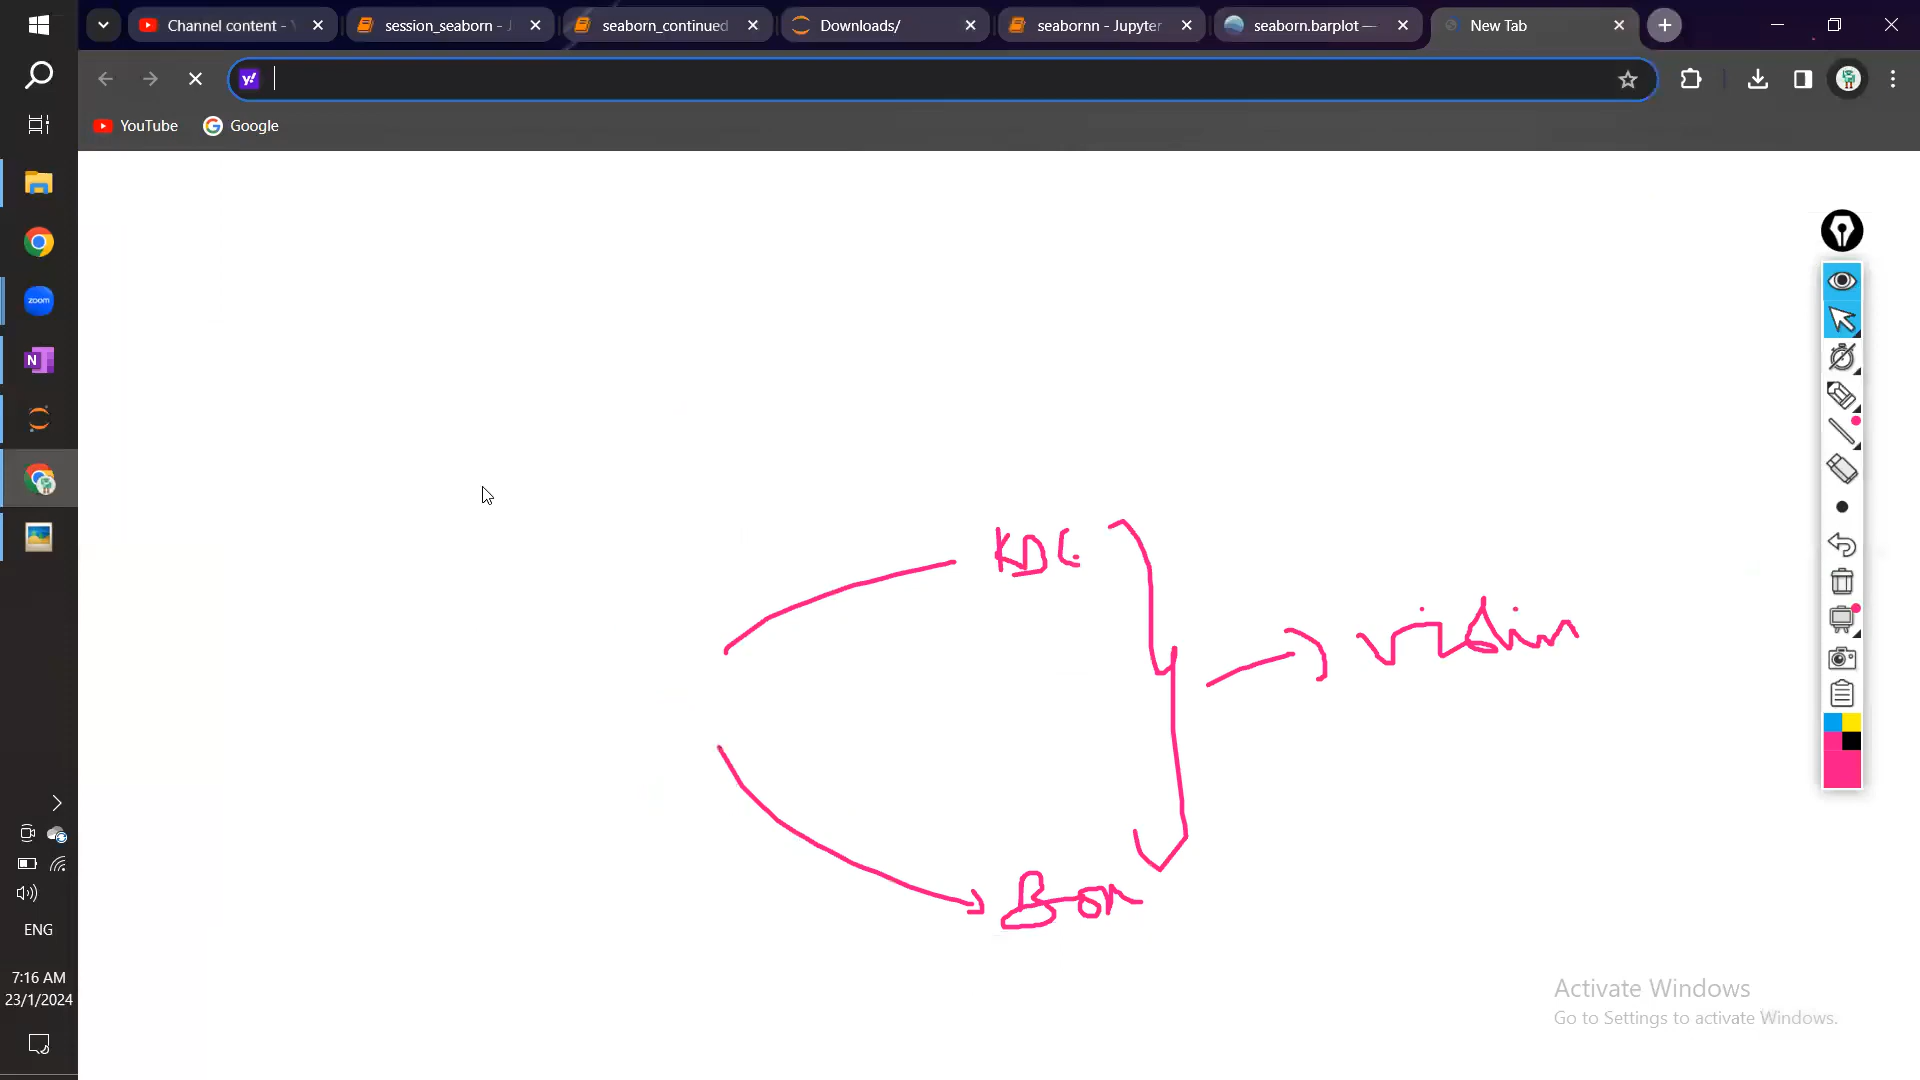 Channel content -
session_seaborn - J
seaborn_continued
Downloads/
seabornn - Jupyter
seaborn.barplot —
New Tab
y!
YouTube
Google
zoom
N
KDE
Box
ENG
7:16 AM
23/1/2024
Activate Windows
Go to Settings to activate Windows.